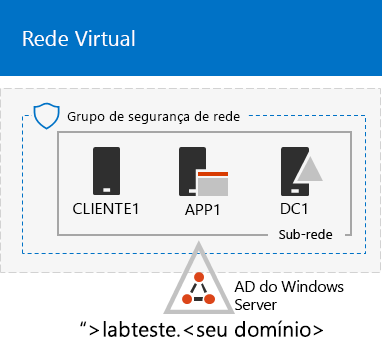 Rede Virtual
Grupo de segurança de rede
CLIENTE1
APP1
DC1
Sub-rede
AD do Windows
Server
“>labteste.<seu domínio>